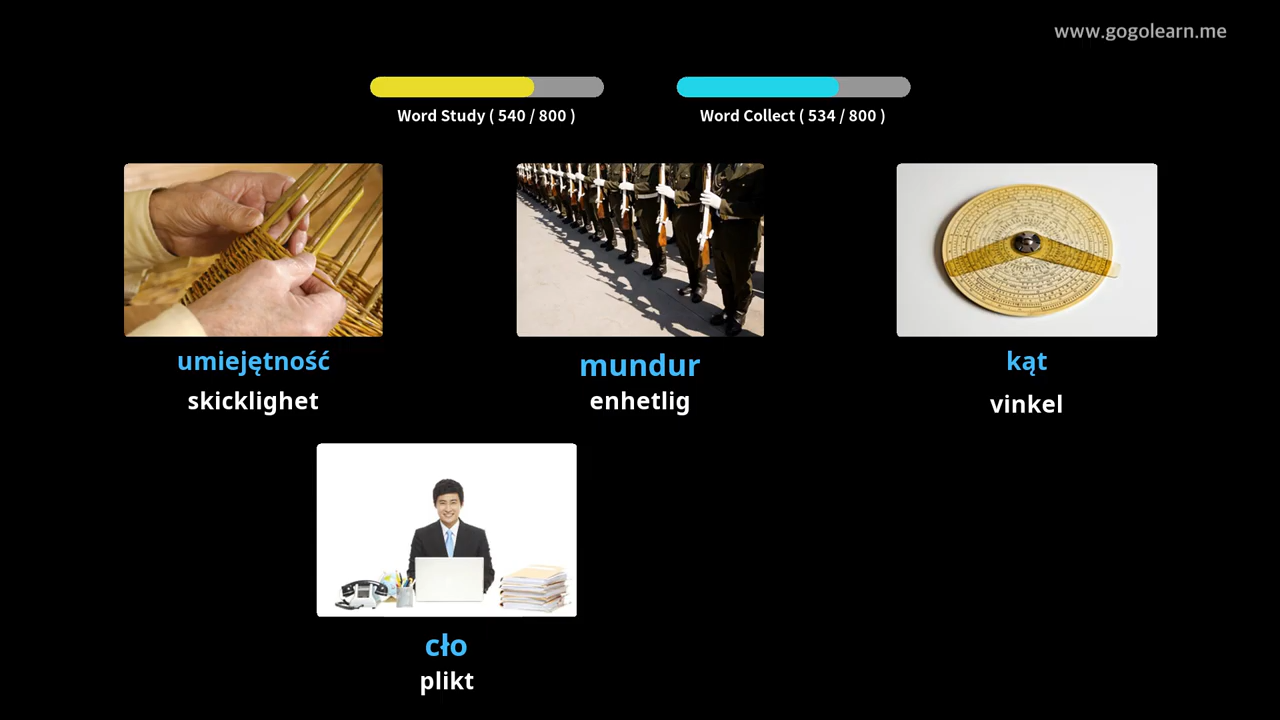 www.gogolearn.me
Word Study ( 540 / 800 )
Word Collect ( 534 / 800 )
umiejętność
skicklighet
mundur
enhetlig
kąt
vinkel
cło
plikt